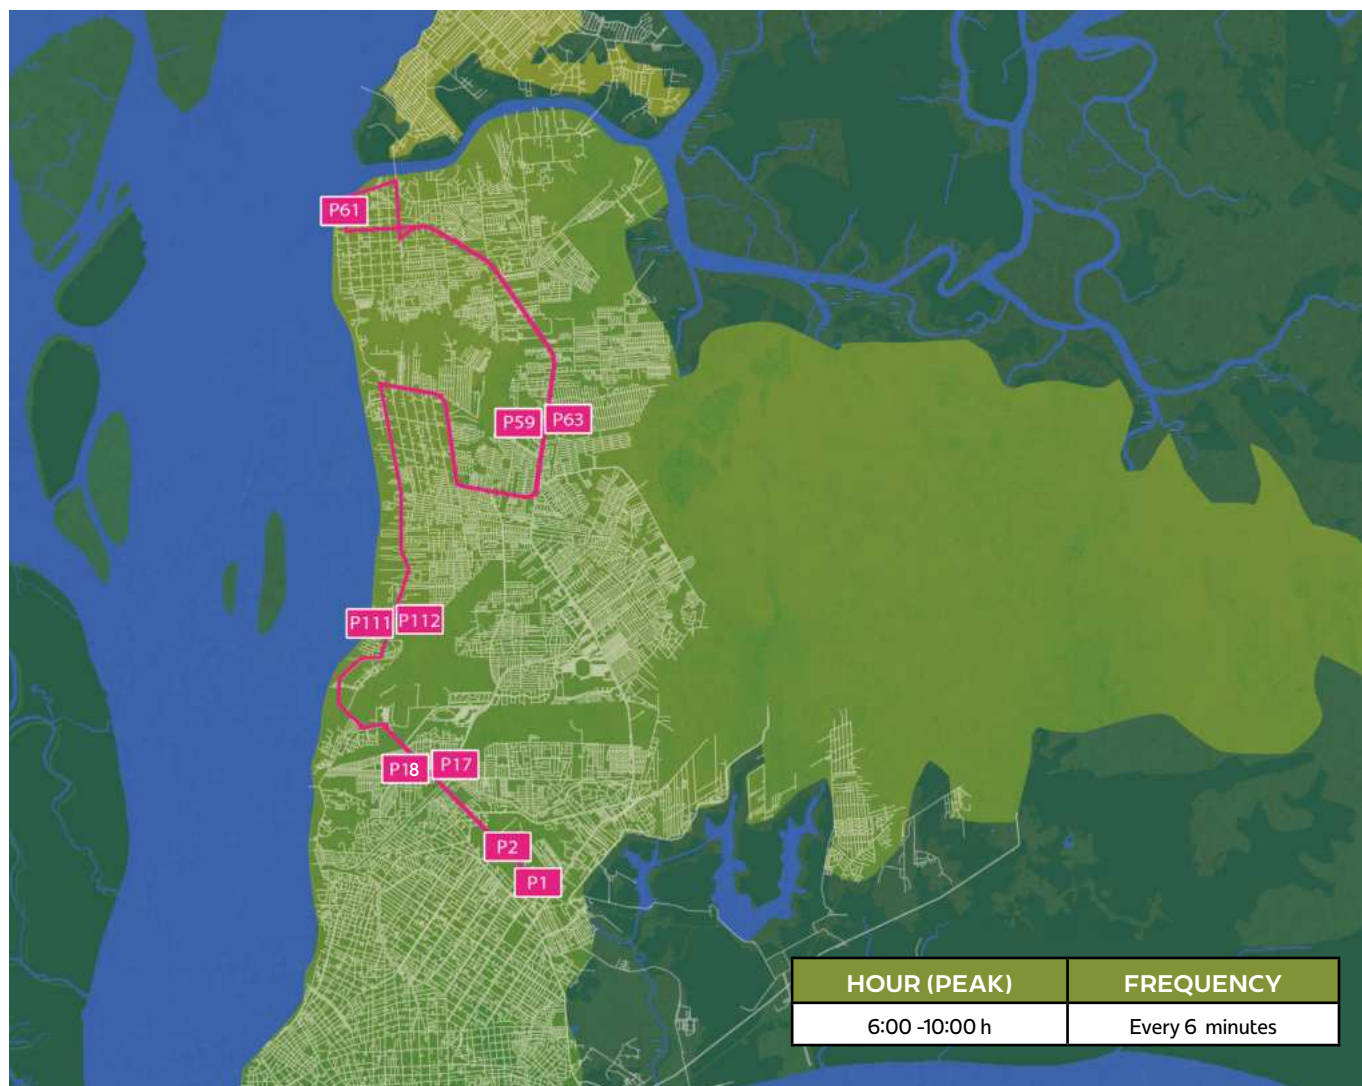 P61
P59 P63
P111 P112
P18 P17
P2
P1
HOUR (PEAK) FREQUENCY
6:00 -10:00 h Every 6 minutes